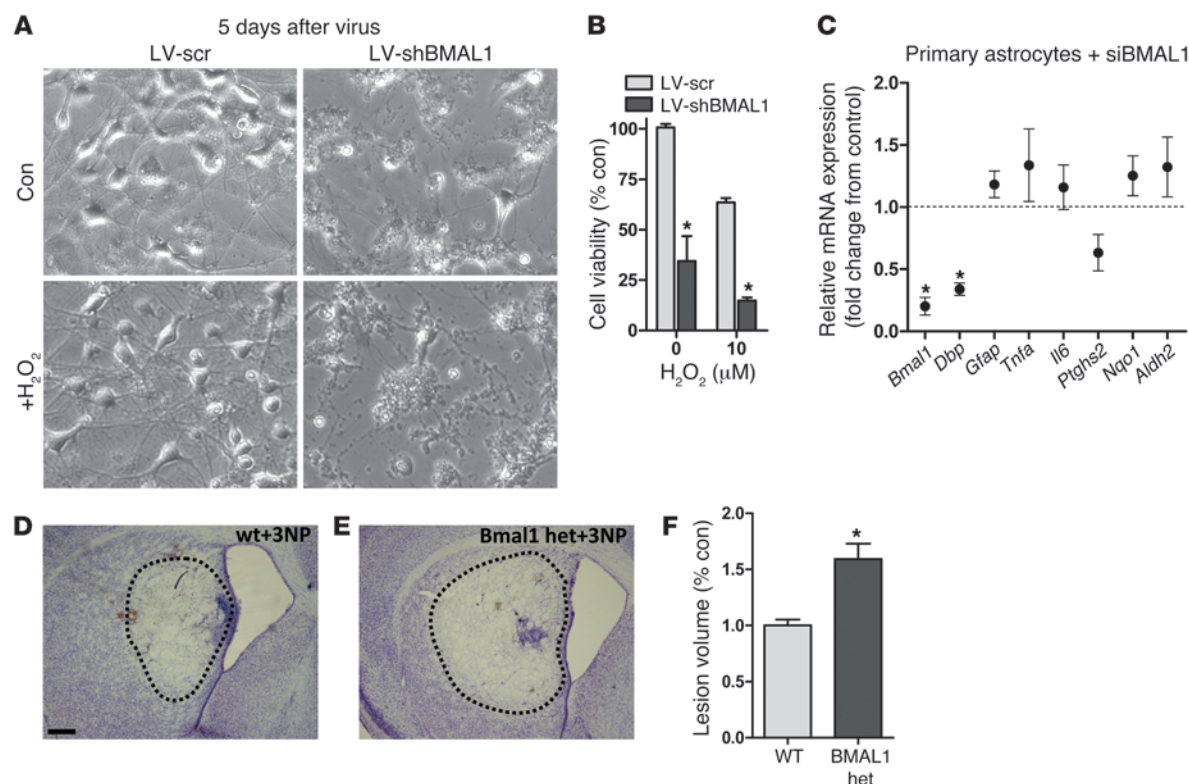 A
5 days after virus
LV-scr
LV-shBMAL1
Con
+H₂O₂
B
LV-scr
LV-shBMAL1
Cell viability (% con)
100
75
50
25
0
*
*
0
10
H₂O₂ (μM)
C
Primary astrocytes + siBMAL1
Relative mRNA expression
(fold change from control)
2.0
1.5
1.0
0.5
0.0
*
*
Bmal1
Dbp
Gfap
Tnfa
Il6
Ptghs2
Nqo1
Aldh2
D
wt+3NP
E
Bmal1 het+3NP
F
Lesion volume (% con)
2.0
1.5
1.0
0.5
0.0
*
WT
BMAL1
het